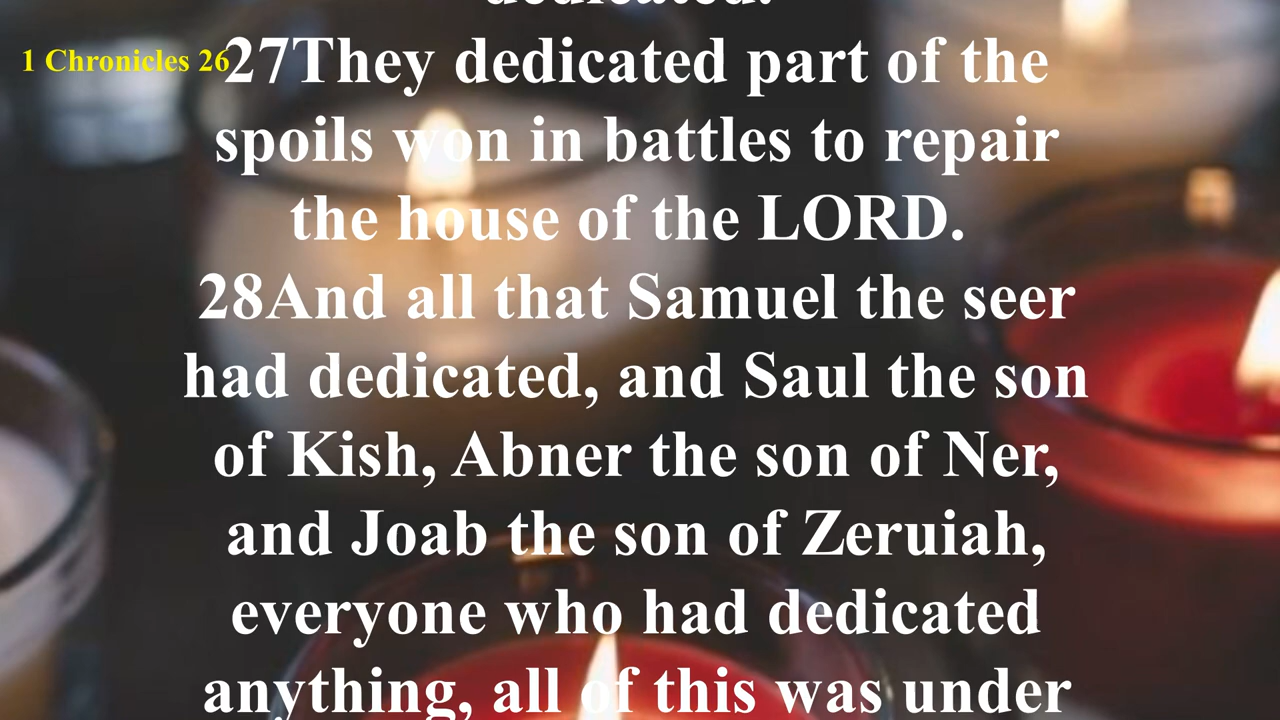 dedicated.
1 Chronicles 26
27They dedicated part of the
spoils won in battles to repair
the house of the LORD.
28And all that Samuel the seer
had dedicated, and Saul the son
of Kish, Abner the son of Ner,
and Joab the son of Zeruiah,
everyone who had dedicated
anything, all of this was under